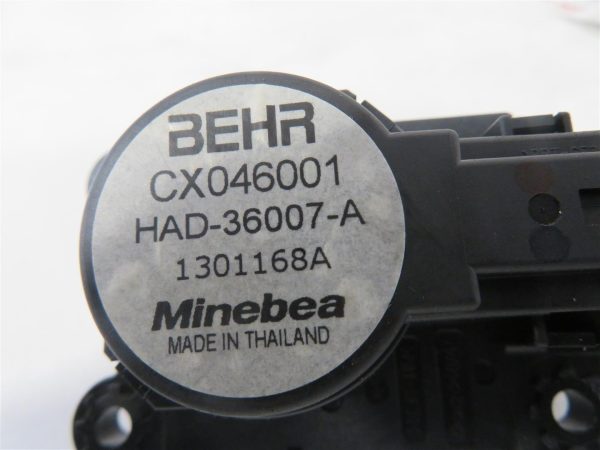 BEHR
CX046001
HAD-36007-A
1301168A
Minebea
MADE IN THAILAND